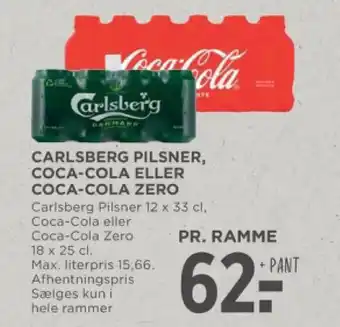 Coca-Cola
Carlsberg
DANMARK
CARLSBERG PILSNER,
COCA-COLA ELLER
COCA-COLA ZERO
Carlsberg Pilsner 12 x 33 cl,
Coca-Cola eller
Coca-Cola Zero
18 x 25 cl.
Max. literpris 15,66.
Afhentningspris
Sælges kun i
hele rammer
PR. RAMME
62.-
+ PANT